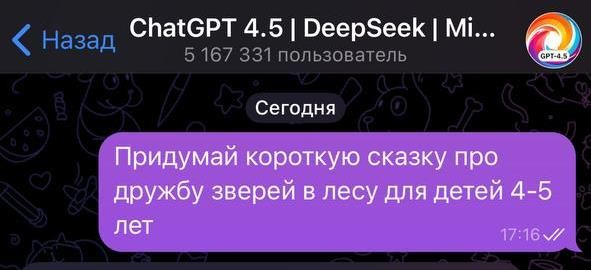 Назад
ChatGPT 4.5 | DeepSeek | Mi...
5 167 331 пользователь
GPT-4.5
Сегодня
Придумай короткую сказку про
дружбу зверей в лесу для детей 4-5
лет
17:16